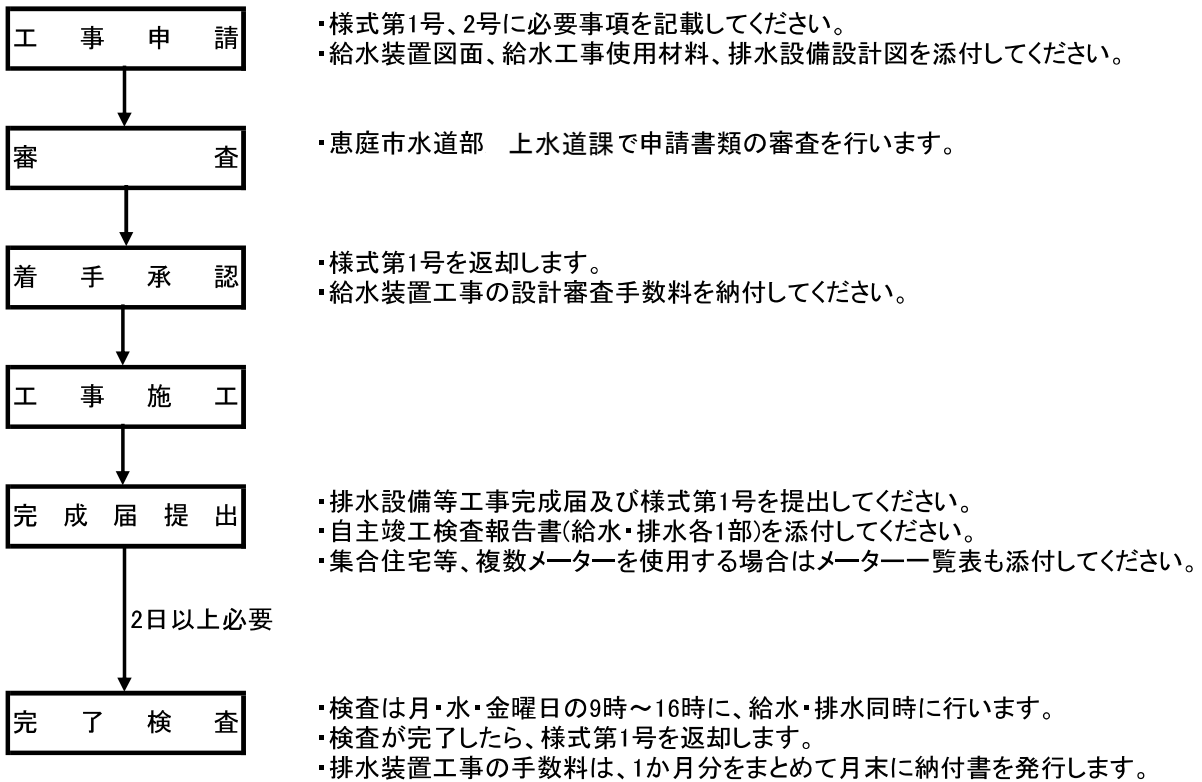 工事申請
・様式第1号、2号に必要事項を記載してください。
・給水装置図面、給水工事使用材料、排水設備設計図を添付してください。
審査
・恵庭市水道部　上水道課で申請書類の審査を行います。
着手承認
・様式第1号を返却します。
・給水装置工事の設計審査手数料を納付してください。
工事施工
完成届提出
・排水設備等工事完成届及び様式第1号を提出してください。
・自主竣工検査報告書(給水・排水各1部)を添付してください。
・集合住宅等、複数メーターを使用する場合はメーター一覧表も添付してください。
2日以上必要
完了検査
・検査は月・水・金曜日の9時～16時に、給水・排水同時に行います。
・検査が完了したら、様式第1号を返却します。
・排水装置工事の手数料は、1か月分をまとめて月末に納付書を発行します。